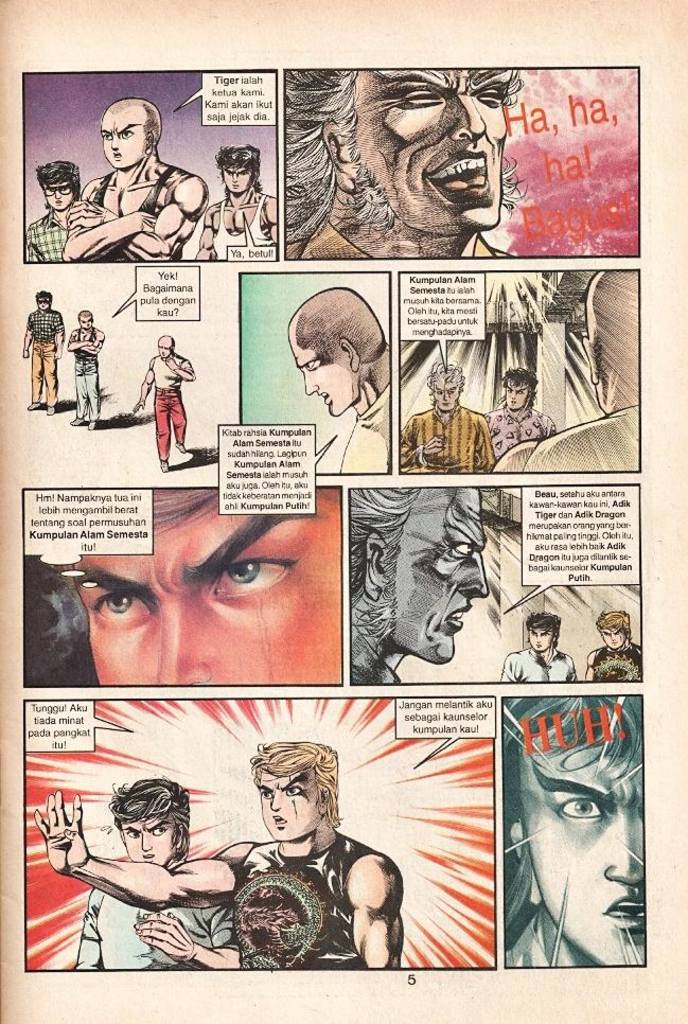 Tiger ialah
ketua kami.
Kami akan ikut
saja jejak dia.
Ya, betul!
Ha, ha,
ha!
Bagus!
Yek!
Bagaimana
pula dengan
kau?
Kitab rahsia Kumpulan
Alam Semesta itu
sudah hilang. Lagipun
Kumpulan Alam
Semesta ialah musuh
aku juga. Oleh itu, aku
tidak keberatan menjadi
ahli Kumpulan Putih!
Kumpulan Alam
Semesta itu ialah
musuh kita bersama.
Oleh itu, kita mesti
bersatu-padu untuk
menghadapinya.
Hm! Nampaknya tua ini
lebih mengambil berat
tentang soal permusuhan
Kumpulan Alam Semesta
itu!
Beau, setahu aku antara
kawan-kawan kau ini, Adik
Tiger dan Adik Dragon
merupakan orang yang ber-
hikmat paling tinggi. Oleh itu,
aku rasa lebih baik Adik
Dragon itu juga dilantik se-
bagai kaunselor Kumpulan
Putih.
Tunggu! Aku
tiada minat
pada pangkat
itu!
Jangan melantik aku
sebagai kaunselor
kumpulan kau!
HUH!
5